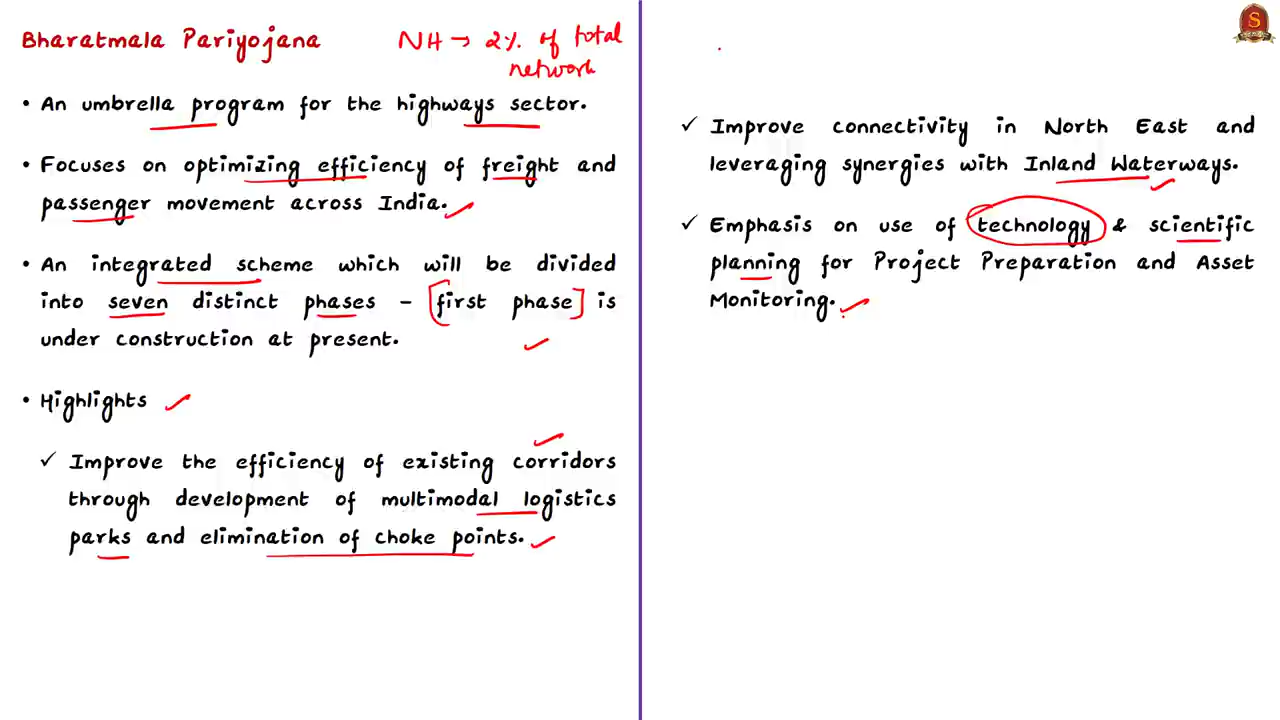 Bharatmala Pariyojana
NH → 2% of total
network
• An umbrella program for the highways sector.
• Focuses on optimizing efficiency of freight and
passenger movement across India.
• An integrated scheme which will be divided
into seven distinct phases – [first phase] is
under construction at present.
• Highlights
✓ Improve the efficiency of existing corridors
through development of multimodal logistics
parks and elimination of choke points.
✓ Improve connectivity in North East and
leveraging synergies with Inland Waterways.
✓ Emphasis on use of technology & scientific
planning for Project Preparation and Asset
Monitoring.
S